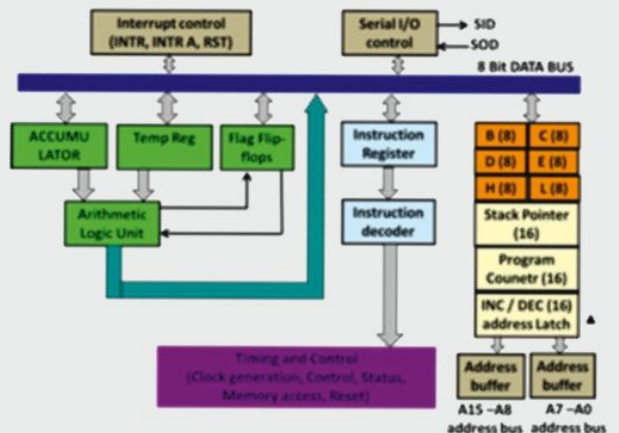 Interrupt control
(INTR, INTR A, RST)
Serial I/O
control
SID
SOD
8 Bit DATA BUS
ACCUMU
LATOR
Temp Reg
Flag Flip-
flops
Instruction
Register
B (8)
C (8)
D (8)
E (8)
H (8)
L (8)
Arithmetic
Logic Unit
Instruction
decoder
Stack Pointer
(16)
Program
Counetr (16)
INC / DEC (16)
address Latch
Timing and Control
(Clock generation, Control, Status,
Memory access, Reset)
Address
buffer
Address
buffer
A15 –A8
address bus
A7 –A0
address bus